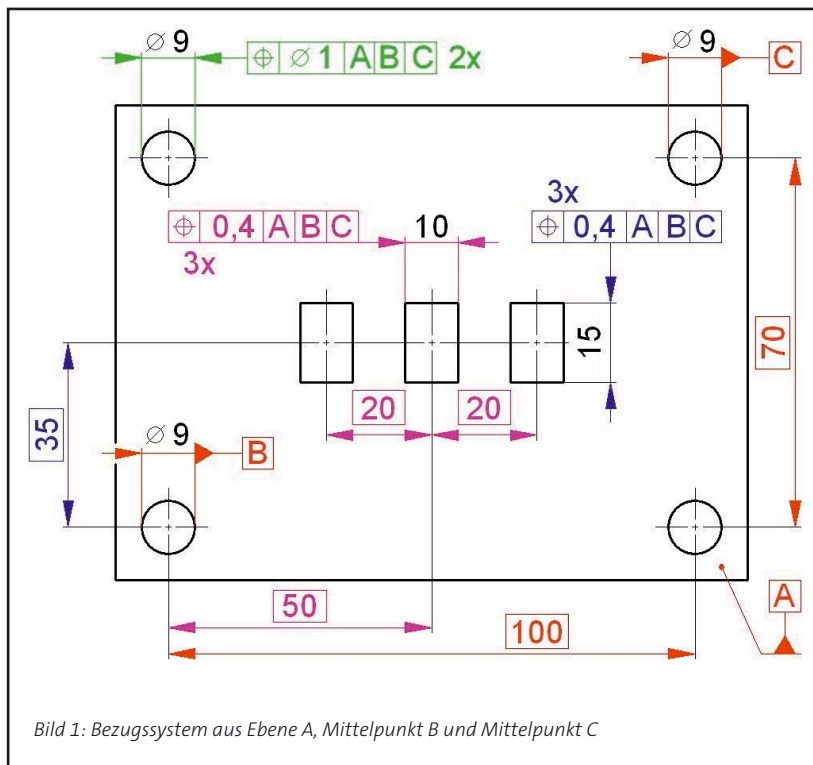 ⌀ 9
⌖ ⌀ 1 A B C 2x
⌀ 9
C
3x
⌖ 0,4 A B C
3x
10
⌖ 0,4 A B C
15
70
20
20
35
⌀ 9
B
A
50
100
Bild 1: Bezugssystem aus Ebene A, Mittelpunkt B und Mittelpunkt C